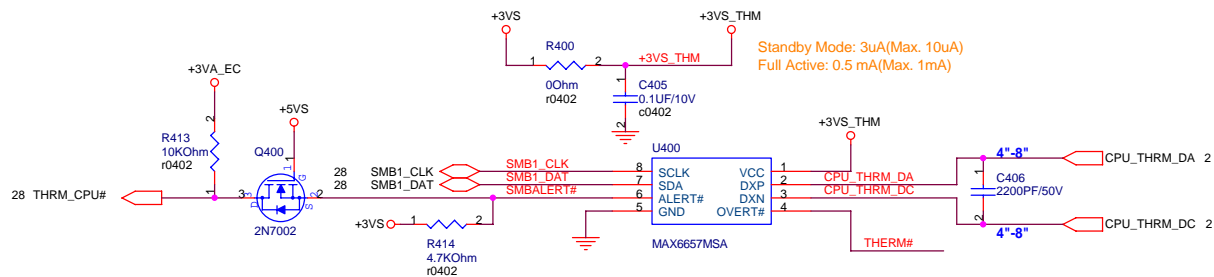 +3VS
+3VS_THM
R400
1
2
+3VS_THM
0Ohm
r0402
1
C405
0.1UF/10V
c0402
2
Standby Mode: 3uA(Max. 10uA)
Full Active: 0.5 mA(Max. 1mA)
+3VA_EC
2
R413
10KOhm
r0402
1
+5VS
Q400
1
G
3
D
S
2
2N7002
28 THRM_CPU#
28 SMB1_CLK
28 SMB1_DAT
SMB1_CLK
SMB1_DAT
SMBALERT#
+3VS
1
2
R414
4.7KOhm
r0402
U400
8 SCLK VCC 1
7 SDA DXP 2
6 ALERT# DXN 3
5 GND OVERT# 4
MAX6657MSA
+3VS_THM
CPU_THRM_DA
CPU_THRM_DC
THERM#
4"-8"
CPU_THRM_DA 2
1
C406
2200PF/50V
2
CPU_THRM_DC 2
4"-8"